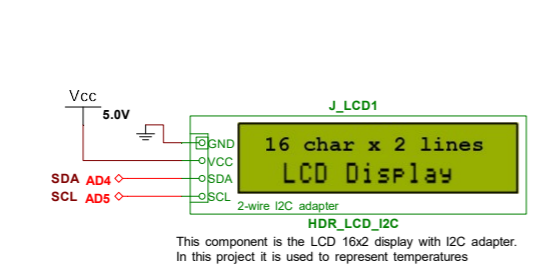 Vcc
5.0V
J_LCD1
GND
VCC
SDA AD4 SDA
SCL AD5 SCL
16 char x 2 lines
LCD Display
2-wire I2C adapter
HDR_LCD_I2C
This component is the LCD 16x2 display with I2C adapter.
In this project it is used to represent temperatures